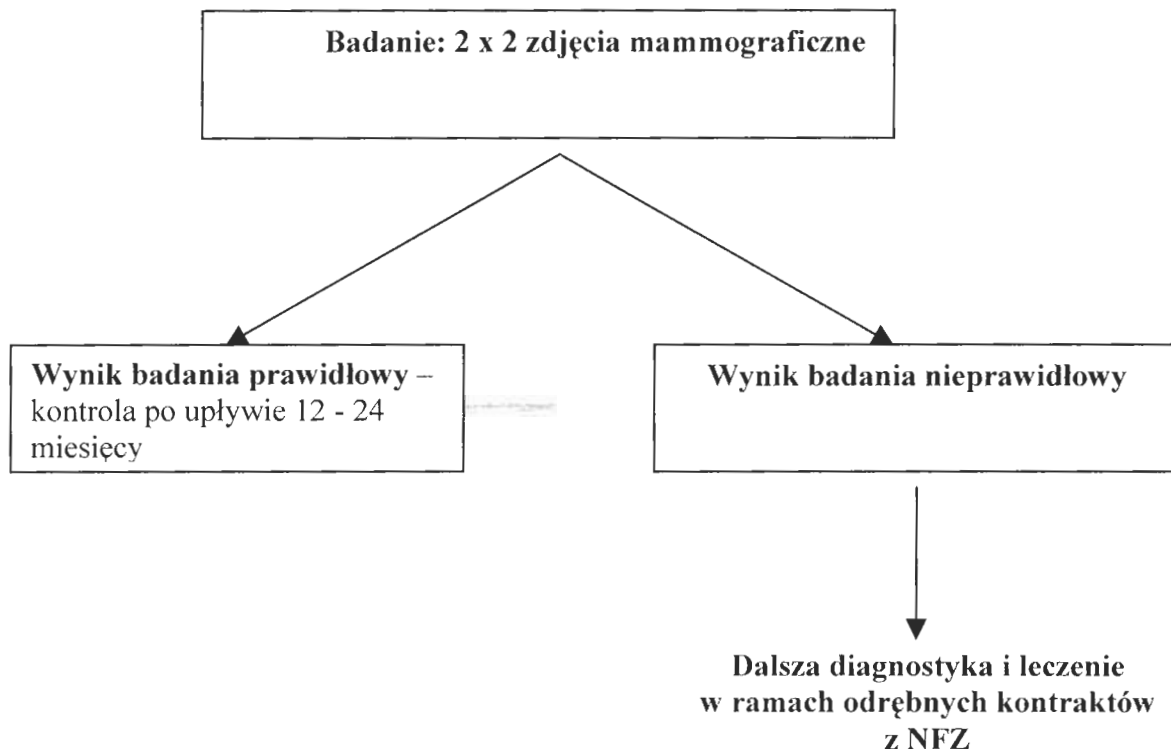 Badanie: 2 x 2 zdjęcia mammograficzne
Wynik badania prawidłowy –
kontrola po upływie 12 - 24
miesięcy
Wynik badania nieprawidłowy
Dalsza diagnostyka i leczenie
w ramach odrębnych kontraktów
z NFZ